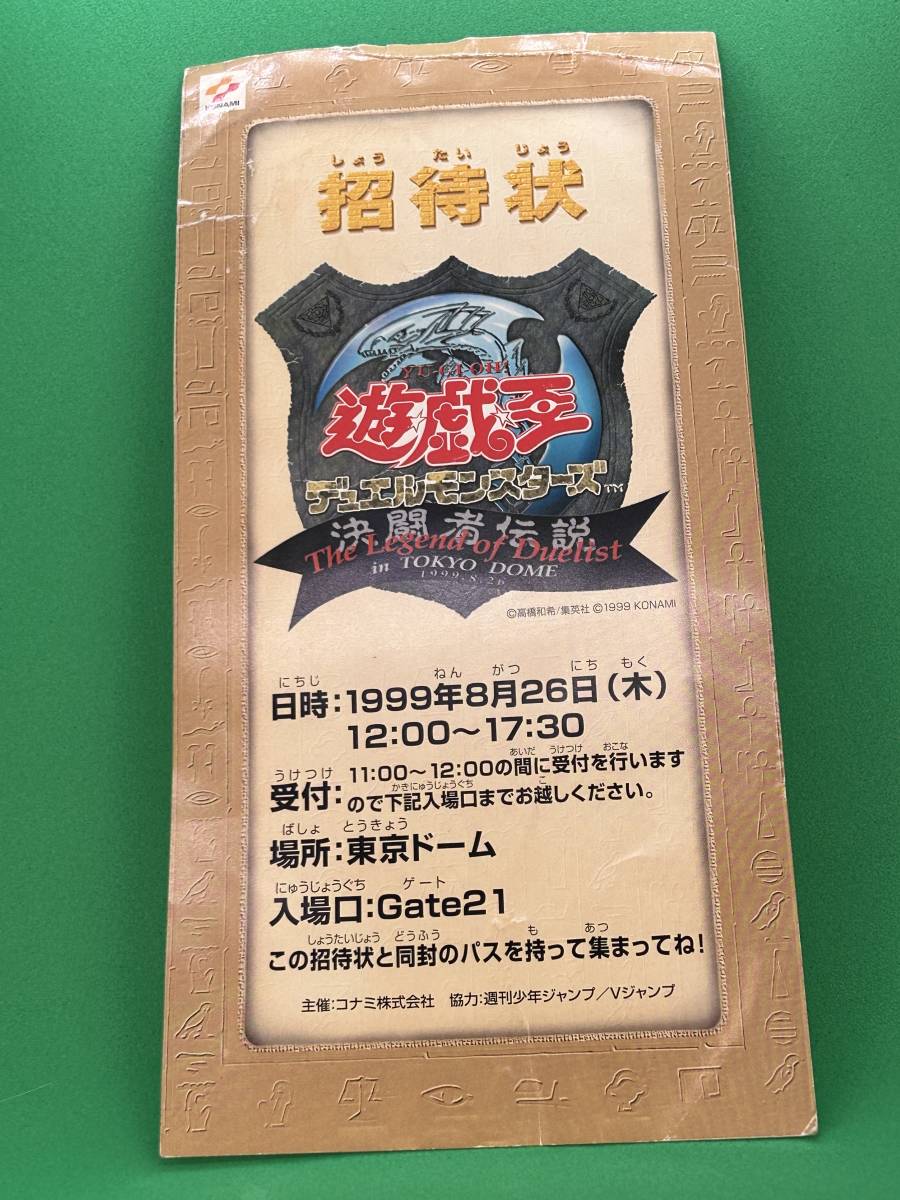 KONAMI
しょう たい じょう
招待状
YU-GI-OH!
遊☆戯☆王
デュエルモンスターズ™
決闘者伝説
The Legend of Duelist
in TOKYO DOME
1999・8・26
©高橋和希/集英社 ©1999 KONAMI
にちじ ねん がつ にち もく
日時:1999年8月26日(木)
12:00〜17:30
うけつけ あいだ うけつけ おこな
受付:11:00〜12:00の間に受付を行います
かきにゅうじょうぐち こ
ので下記入場口までお越しください。
ばしょ とうきょう
場所:東京ドーム
にゅうじょうぐち ゲート
入場口:Gate21
しょうたいじょう どうふう も あつ
この招待状と同封のパスを持って集まってね!
主催:コナミ株式会社 協力:週刊少年ジャンプ/Vジャンプ